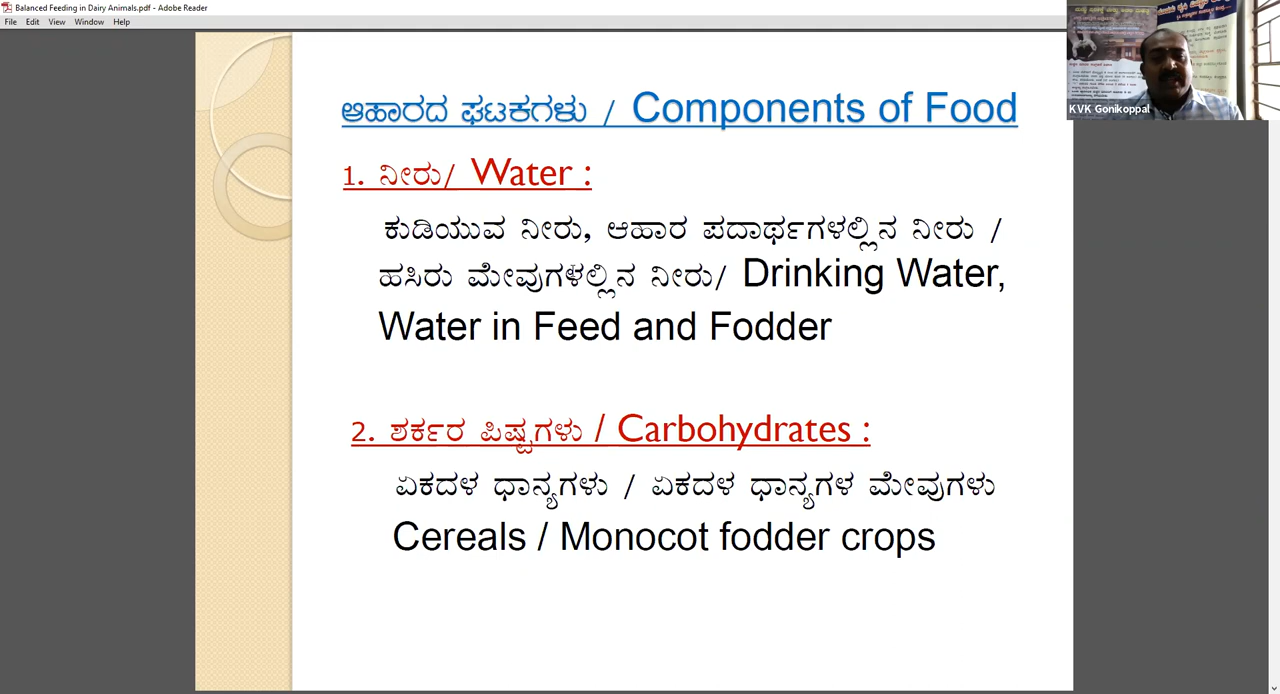 Balanced Feeding in Dairy Animals.pdf - Adobe Reader
File Edit View Window Help
KVK Gonikoppal
ಆಹಾರದ ಘಟಕಗಳು / Components of Food
1. ನೀರು/ Water :
ಕುಡಿಯುವ ನೀರು, ಆಹಾರ ಪದಾರ್ಥಗಳಲ್ಲಿನ ನೀರು /
ಹಸಿರು ಮೇವುಗಳಲ್ಲಿನ ನೀರು/ Drinking Water,
Water in Feed and Fodder
2. ಶರ್ಕರ ಪಿಷ್ಟಗಳು / Carbohydrates :
ಏಕದಳ ಧಾನ್ಯಗಳು / ಏಕದಳ ಧಾನ್ಯಗಳ ಮೇವುಗಳು
Cereals / Monocot fodder crops